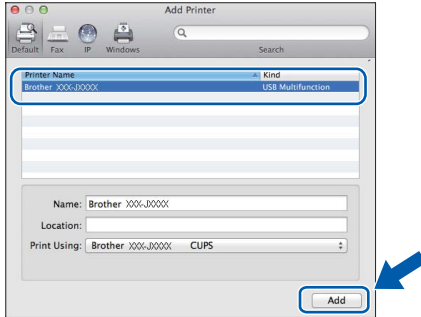 Add Printer
Default Fax IP Windows Search
Printer Name Kind
Brother XXX-JXXXX USB Multifunction
Name: Brother XXX-JXXXX
Location:
Print Using: Brother XXX-JXXXX CUPS
Add